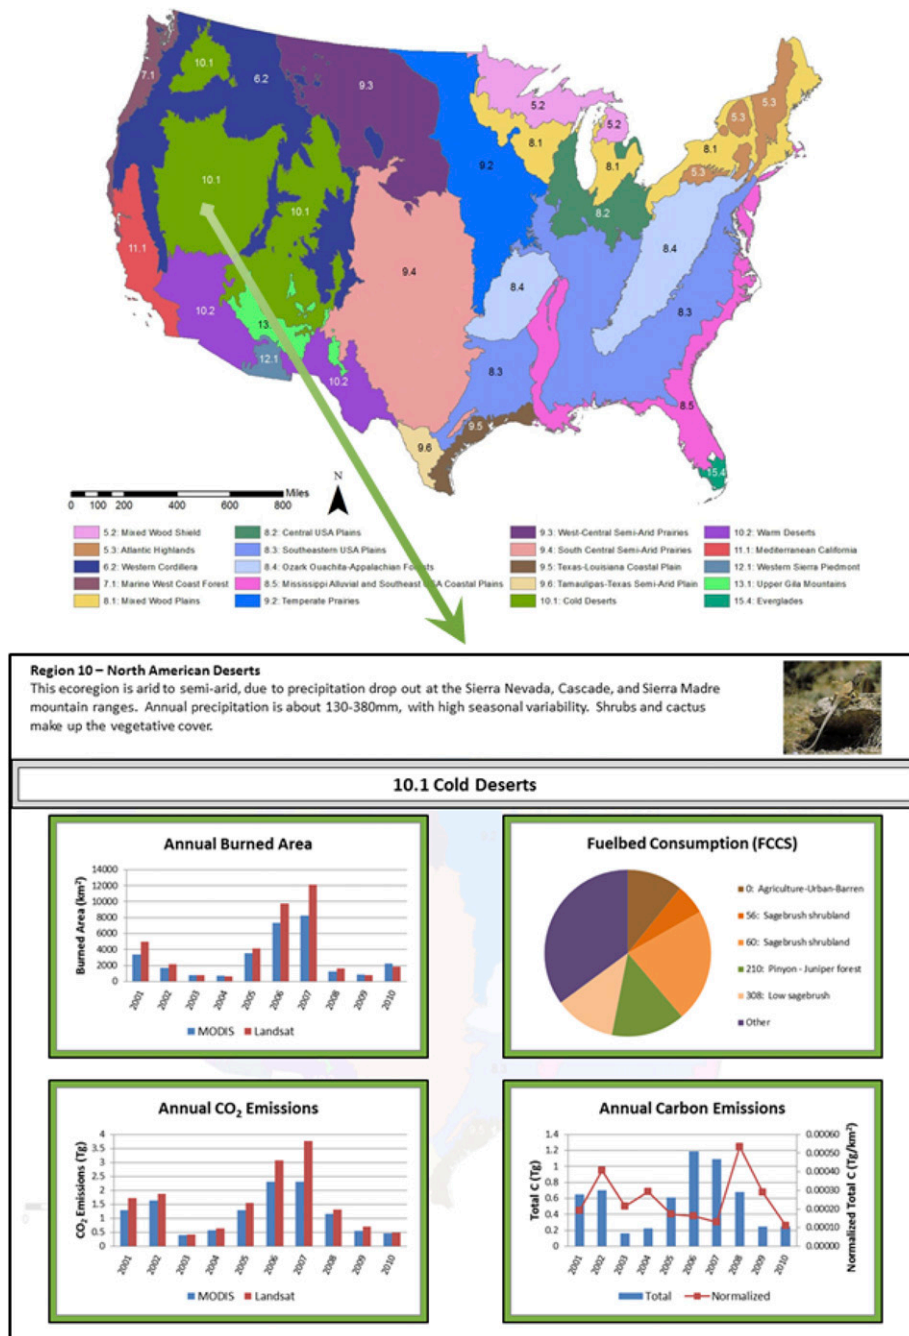 10.1
7.1
6.2
9.3
5.2
5.3
5.3
5.2
8.1
8.1
8.1
5.3
9.2
10.1
10.1
8.2
11.1
9.4
8.4
8.4
10.2
13.
8.3
12.1
10.2
8.3
8.5
9.5
9.6
15.4
N
0 100 200 400 600 800 Miles
5.2: Mixed Wood Shield
5.3: Atlantic Highlands
6.2: Western Cordillera
7.1: Marine West Coast Forest
8.1: Mixed Wood Plains
8.2: Central USA Plains
8.3: Southeastern USA Plains
8.4: Ozark Ouachita-Appalachian Forests
8.5: Mississippi Alluvial and Southeast USA Coastal Plains
9.2: Temperate Prairies
9.3: West-Central Semi-Arid Prairies
9.4: South Central Semi-Arid Prairies
9.5: Texas-Louisiana Coastal Plain
9.6: Tamaulipas-Texas Semi-Arid Plain
10.1: Cold Deserts
10.2: Warm Deserts
11.1: Mediterranean California
12.1: Western Sierra Piedmont
13.1: Upper Gila Mountains
15.4: Everglades
Region 10 – North American Deserts
This ecoregion is arid to semi-arid, due to precipitation drop out at the Sierra Nevada, Cascade, and Sierra Madre
mountain ranges. Annual precipitation is about 130-380mm, with high seasonal variability. Shrubs and cactus
make up the vegetative cover.
10.1 Cold Deserts
Annual Burned Area
Burned Area (km²)
14000
12000
10000
8000
6000
4000
2000
0
2001 2002 2003 2004 2005 2006 2007 2008 2009 2010
MODIS Landsat
Fuelbed Consumption (FCCS)
0: Agriculture-Urban-Barren
56: Sagebrush shrubland
60: Sagebrush shrubland
210: Pinyon - Juniper forest
308: Low sagebrush
Other
Annual CO₂ Emissions
CO₂ Emissions (Tg)
4
3.5
3
2.5
2
1.5
1
0.5
0
2001 2002 2003 2004 2005 2006 2007 2008 2009 2010
MODIS Landsat
Annual Carbon Emissions
Total C (Tg)
1.4
1.2
1
0.8
0.6
0.4
0.2
0
0.00060
0.00050
0.00040
0.00030
0.00020
0.00010
0.00000
Normalized Total C (Tg/km²)
2001 2002 2003 2004 2005 2006 2007 2008 2009 2010
Total Normalized